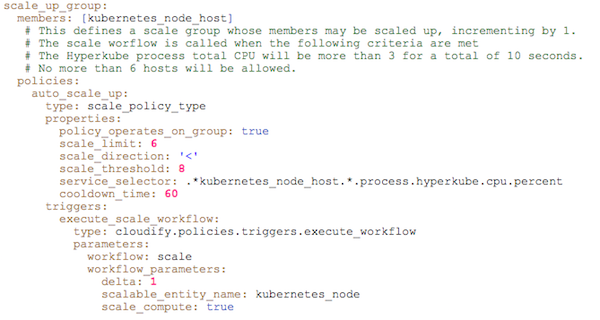 scale_up_group:
members: [kubernetes_node_host]
# This defines a scale group whose members may be scaled up, incrementing by 1.
# The scale worflow is called when the following criteria are met
# The Hyperkube process total CPU will be more than 3 for a total of 10 seconds.
# No more than 6 hosts will be allowed.
policies:
auto_scale_up:
type: scale_policy_type
properties:
policy_operates_on_group: true
scale_limit: 6
scale_direction: '<'
scale_threshold: 8
service_selector: .*kubernetes_node_host.*.process.hyperkube.cpu.percent
cooldown_time: 60
triggers:
execute_scale_workflow:
type: cloudify.policies.triggers.execute_workflow
parameters:
workflow: scale
workflow_parameters:
delta: 1
scalable_entity_name: kubernetes_node
scale_compute: true